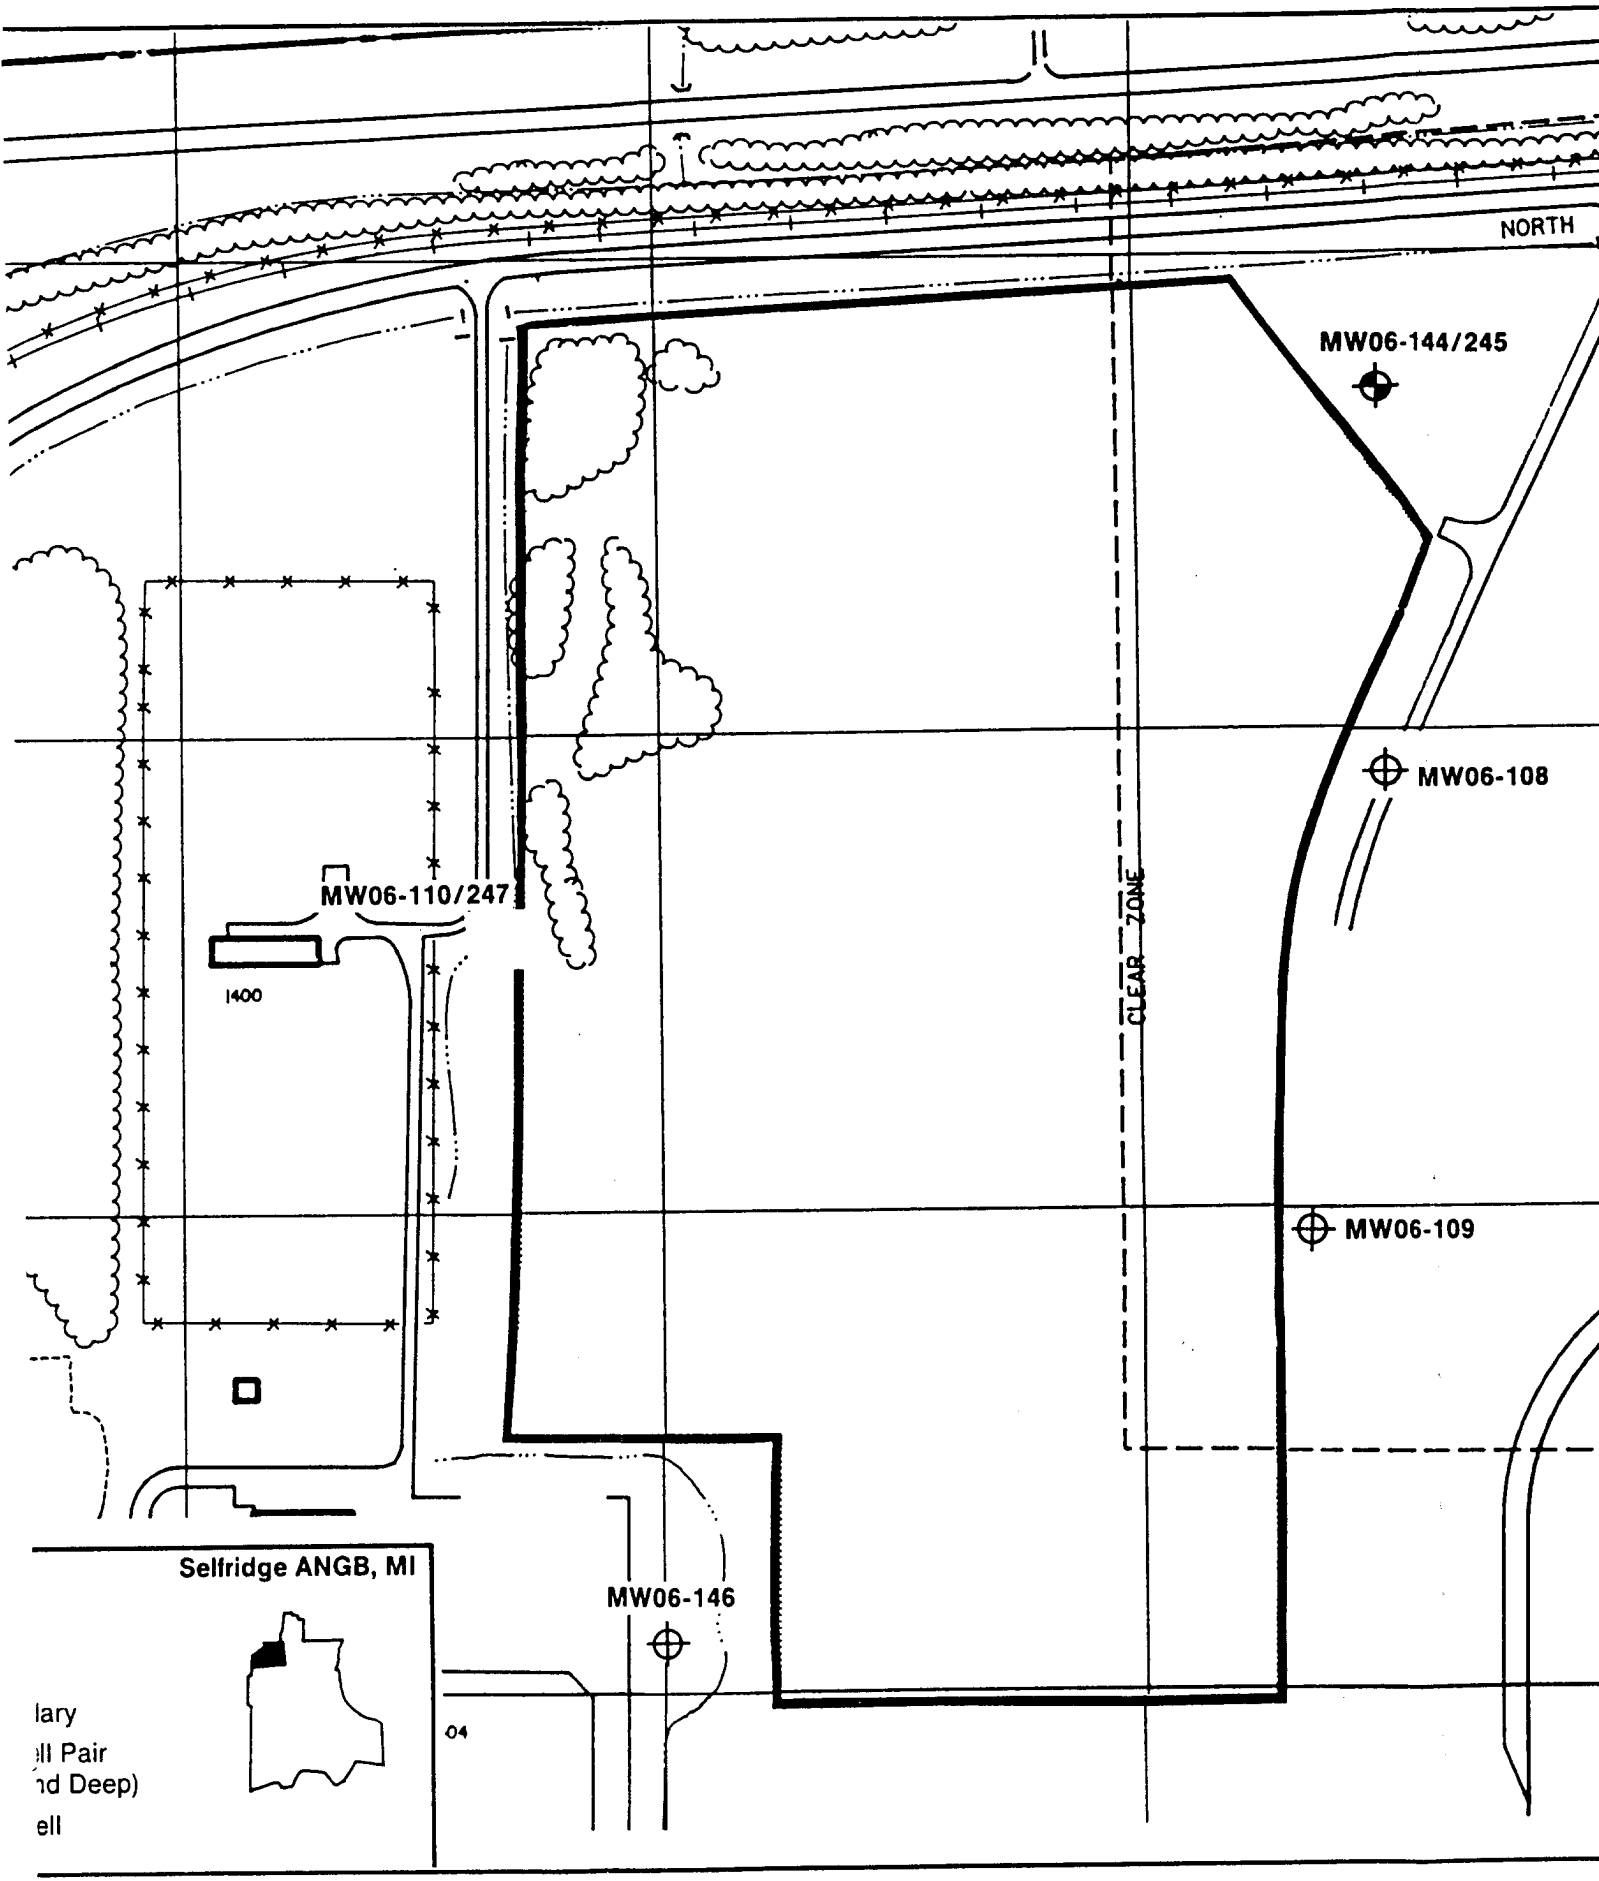 NORTH
MW06-144/245
MW06-108
MW06-110/247
1400
CLEAR ZONE
MW06-109
Selfridge ANGB, MI
MW06-146
lary
ll Pair
nd Deep)
ell
04